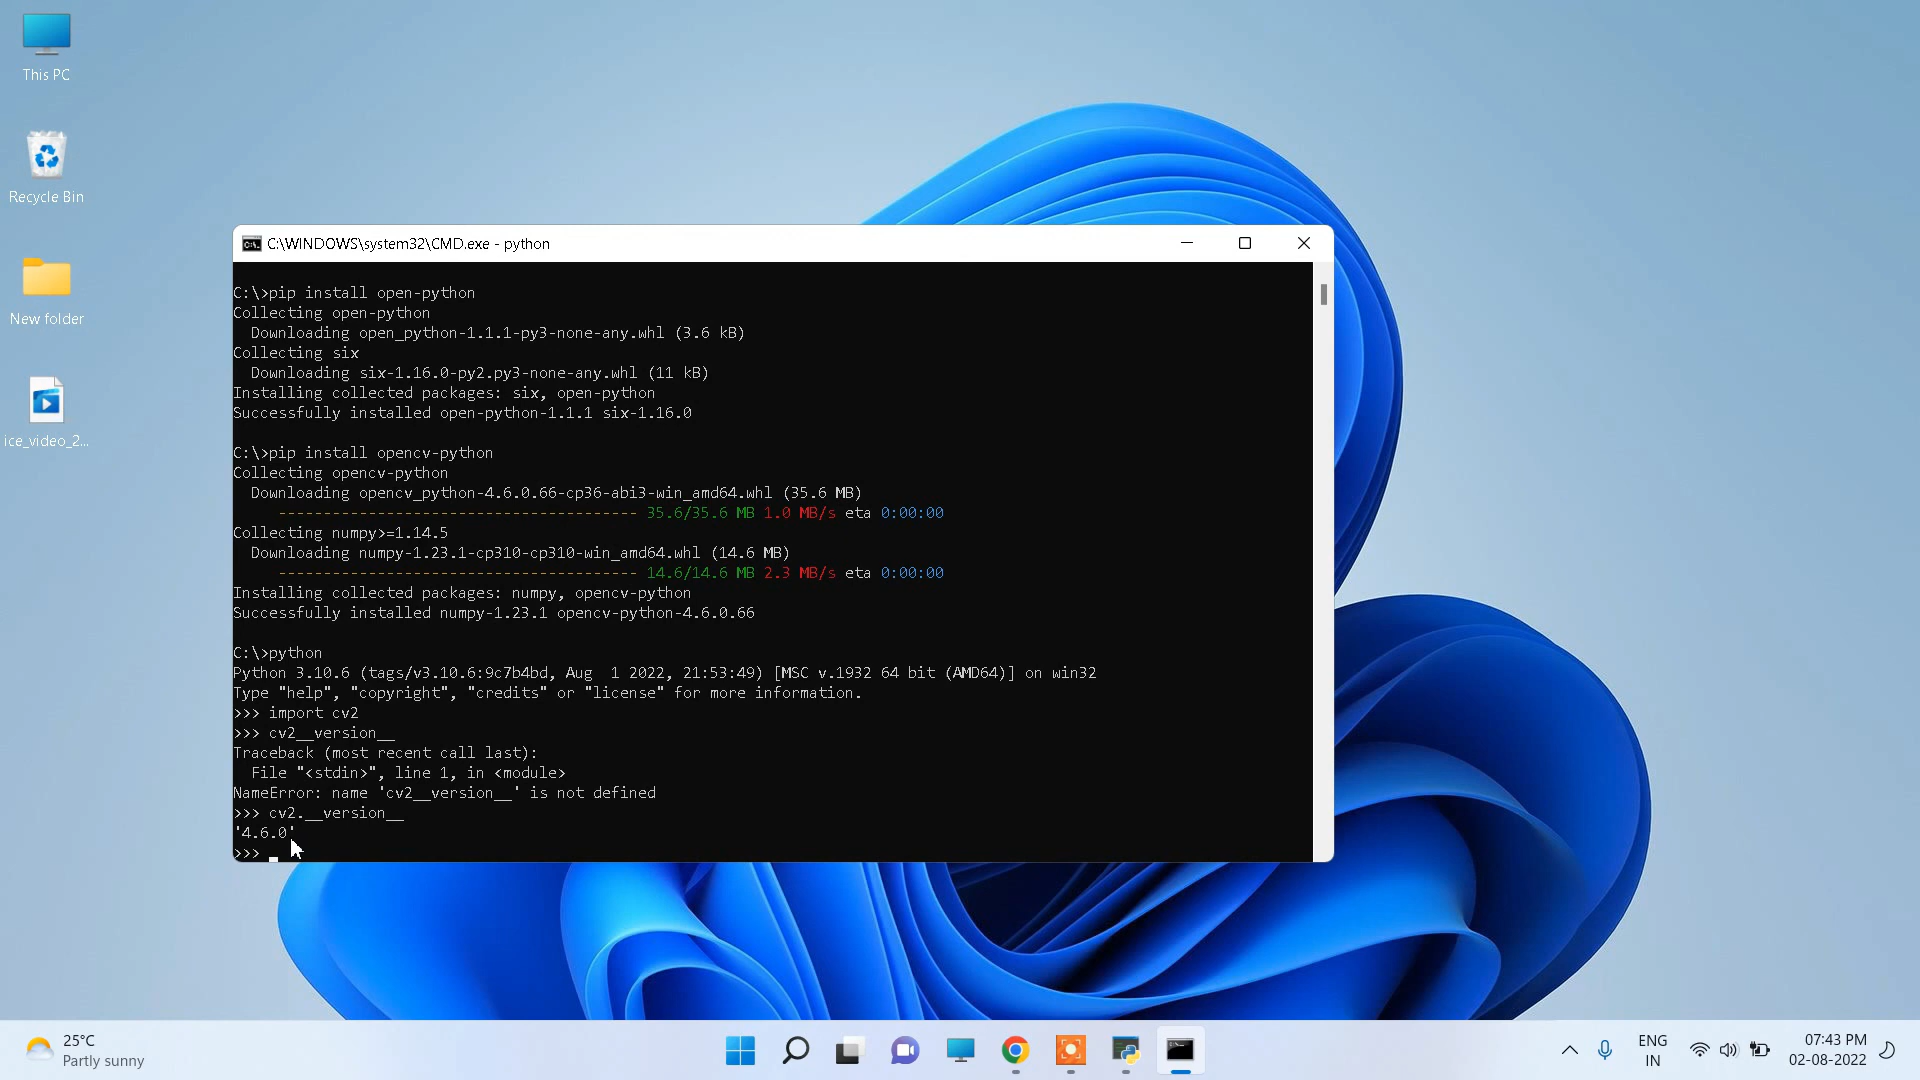 This PC
Recycle Bin
New folder
ice_video_2...
C:\WINDOWS\system32\CMD.exe - python
C:\>pip install open-python
Collecting open-python
  Downloading open_python-1.1.1-py3-none-any.whl (3.6 kB)
Collecting six
  Downloading six-1.16.0-py2.py3-none-any.whl (11 kB)
Installing collected packages: six, open-python
Successfully installed open-python-1.1.1 six-1.16.0
C:\>pip install opencv-python
Collecting opencv-python
  Downloading opencv_python-4.6.0.66-cp36-abi3-win_amd64.whl (35.6 MB)
     ---------------------------------------- 35.6/35.6 MB 1.0 MB/s eta 0:00:00
Collecting numpy>=1.14.5
  Downloading numpy-1.23.1-cp310-cp310-win_amd64.whl (14.6 MB)
     ---------------------------------------- 14.6/14.6 MB 2.3 MB/s eta 0:00:00
Installing collected packages: numpy, opencv-python
Successfully installed numpy-1.23.1 opencv-python-4.6.0.66
C:\>python
Python 3.10.6 (tags/v3.10.6:9c7b4bd, Aug  1 2022, 21:53:49) [MSC v.1932 64 bit (AMD64)] on win32
Type "help", "copyright", "credits" or "license" for more information.
>>> import cv2
>>> cv2__version__
Traceback (most recent call last):
  File "<stdin>", line 1, in <module>
NameError: name 'cv2__version__' is not defined
>>> cv2.__version__
'4.6.0'
>>>
25°C
Partly sunny
ENG
IN
07:43 PM
02-08-2022